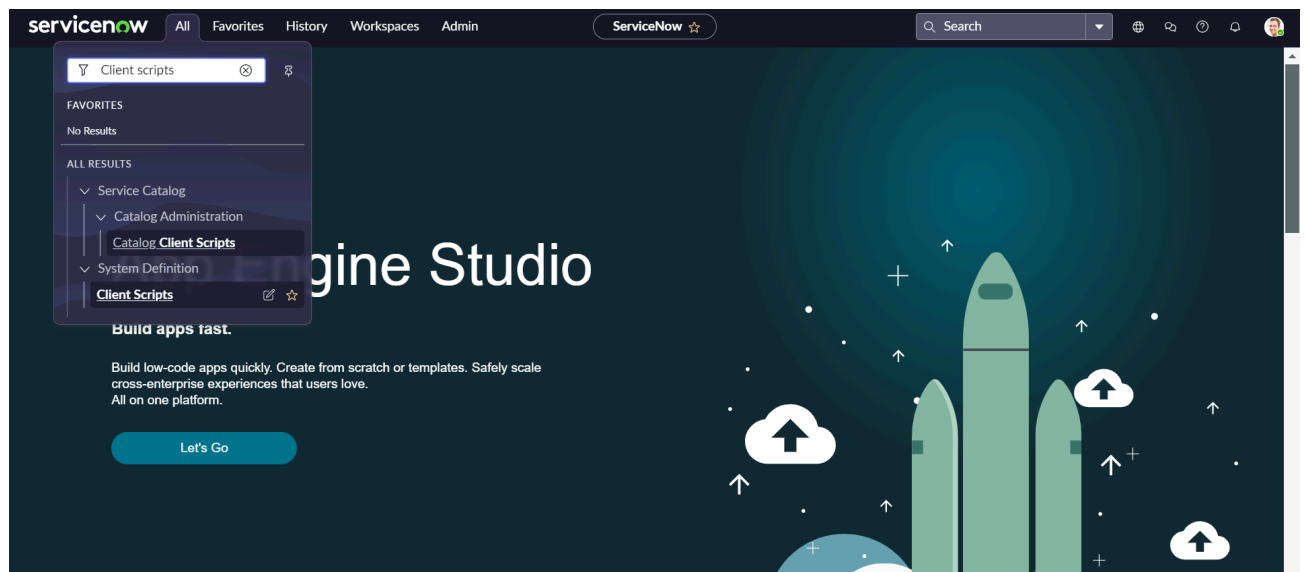 servicenow All Favorites History Workspaces Admin ServiceNow Search
Client scripts
FAVORITES
No Results
ALL RESULTS
Service Catalog
Catalog Administration
Catalog Client Scripts
System Definition
Client Scripts
App Engine Studio
Build apps fast.
Build low-code apps quickly. Create from scratch or templates. Safely scale
cross-enterprise experiences that users love.
All on one platform.
Let's Go